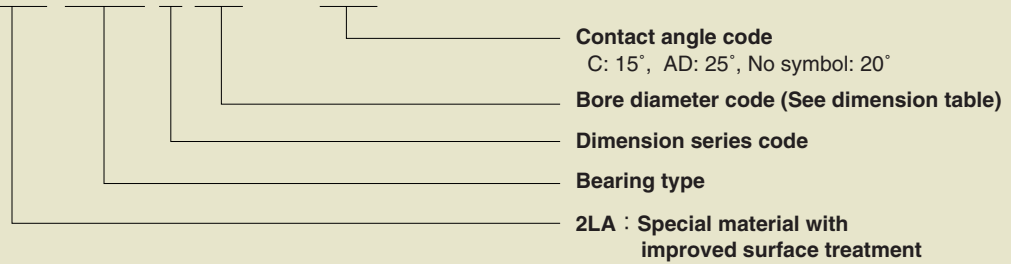 Contact angle code
C: 15˚, AD: 25˚, No symbol: 20˚
Bore diameter code (See dimension table)
Dimension series code
Bearing type
2LA：Special material with
improved surface treatment